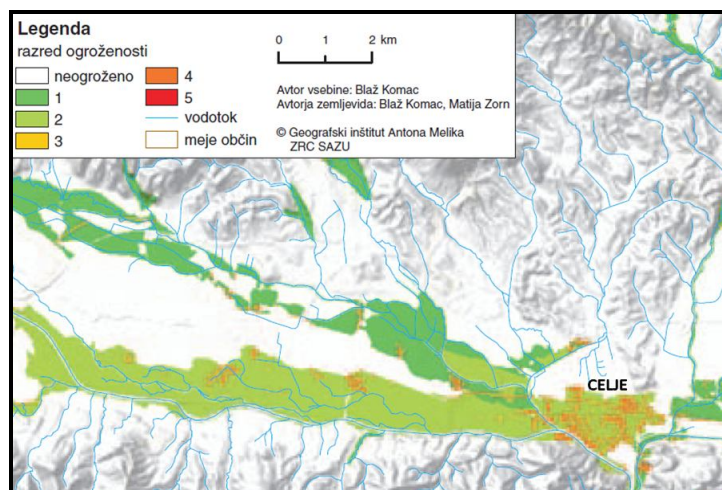 Legenda
razred ogroženosti
neogroženo
1
2
3
4
5
vodotok
meje občin
0 1 2 km
Avtor vsebine: Blaž Komac
Avtorja zemljevida: Blaž Komac, Matija Zorn
© Geografski inštitut Antona Melika
ZRC SAZU
CELJE